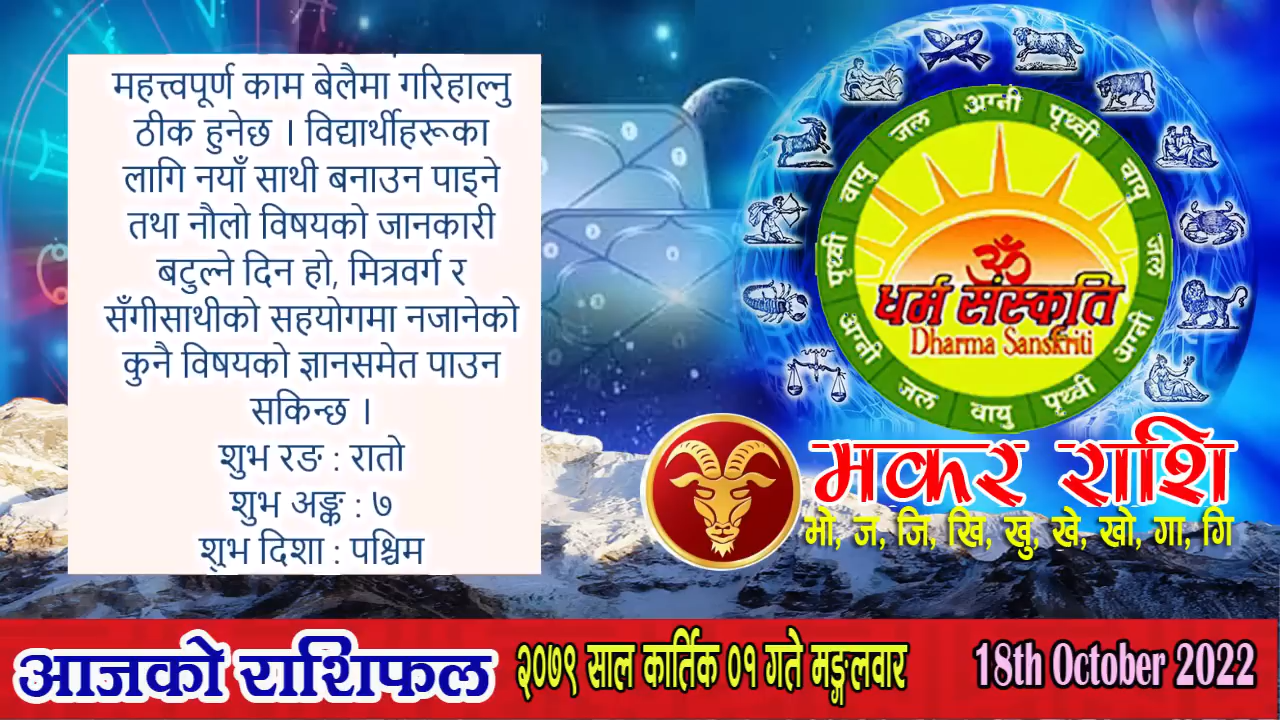 महत्त्वपूर्ण काम बेलैमा गरिहाल्नु
ठीक हुनेछ । विद्यार्थीहरूका
लागि नयाँ साथी बनाउन पाइने
तथा नौलो विषयको जानकारी
बटुल्ने दिन हो, मित्रवर्ग र
सँगीसाथीको सहयोगमा नजानेको
कुनै विषयको ज्ञानसमेत पाउन
सकिन्छ ।
शुभ रङ : रातो
शुभ अङ्क : ७
शुभ दिशा : पश्चिम
अग्नी
पृथ्वी
वायु
जल
अग्नी
पृथ्वी
वायु
जल
अग्नी
पृथ्वी
वायु
जल
ॐ
धर्म संस्कृति
Dharma Sanskriti
मकर राशि
भो, ज, जि, खि, खु, खे, खो, गा, गि
आजको राशिफल
२०७९ साल कार्तिक ०१ गते मङ्गलवार
18th October 2022